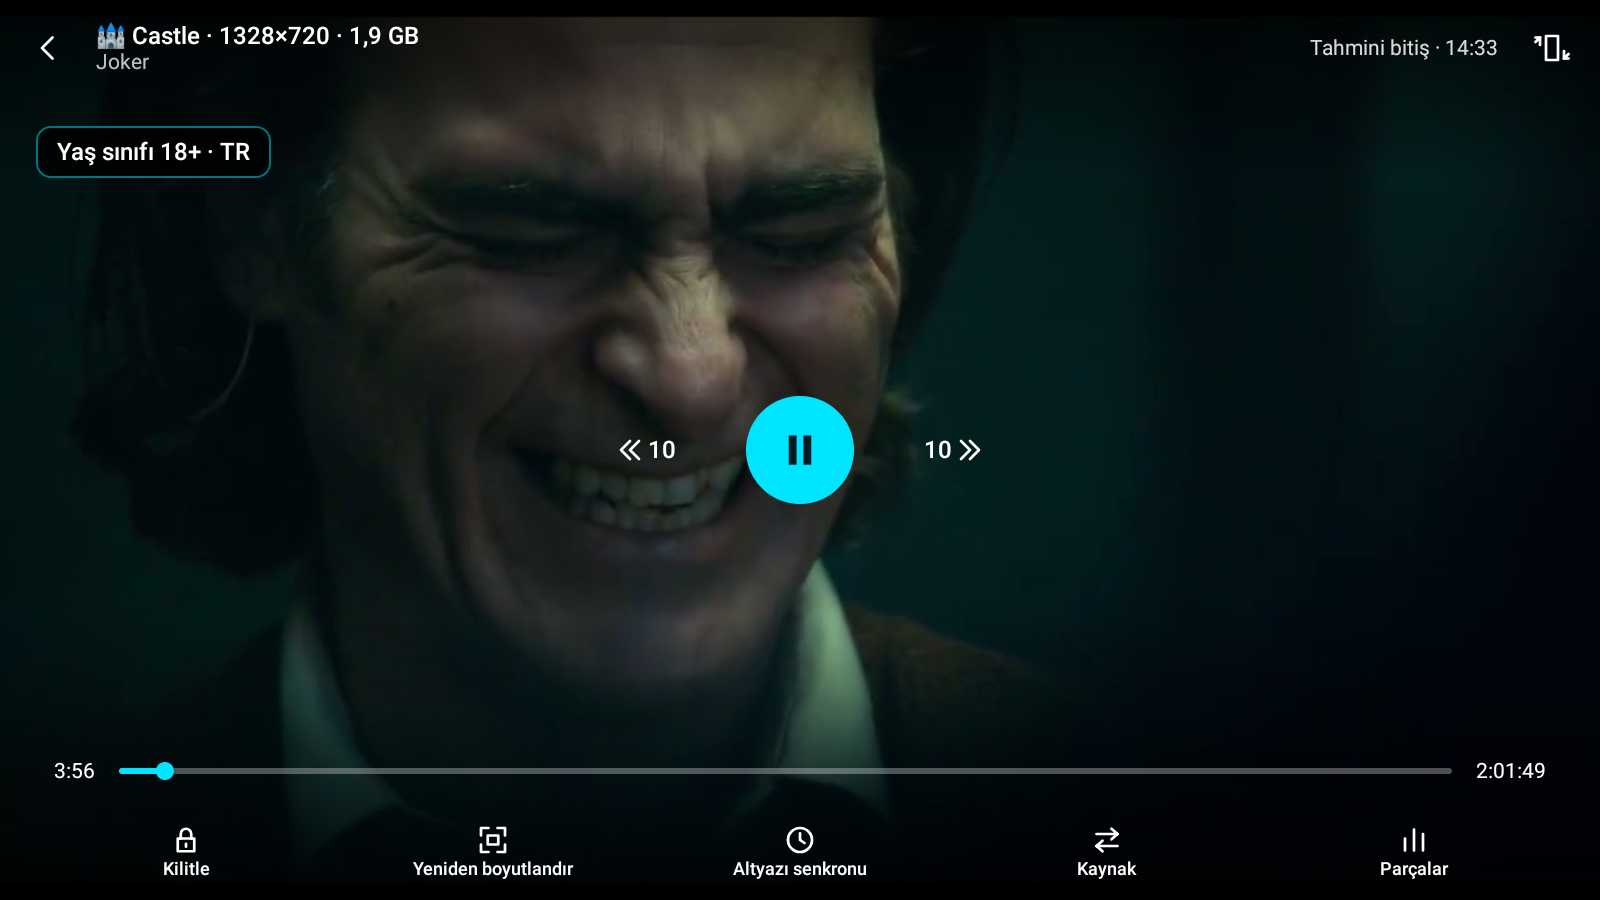 🏰 Castle · 1328×720 · 1,9 GB
Joker
Tahmini bitiş · 14:33
Yaş sınıfı 18+ · TR
10
10
3:56
2:01:49
Kilitle
Yeniden boyutlandır
Altyazı senkronu
Kaynak
Parçalar